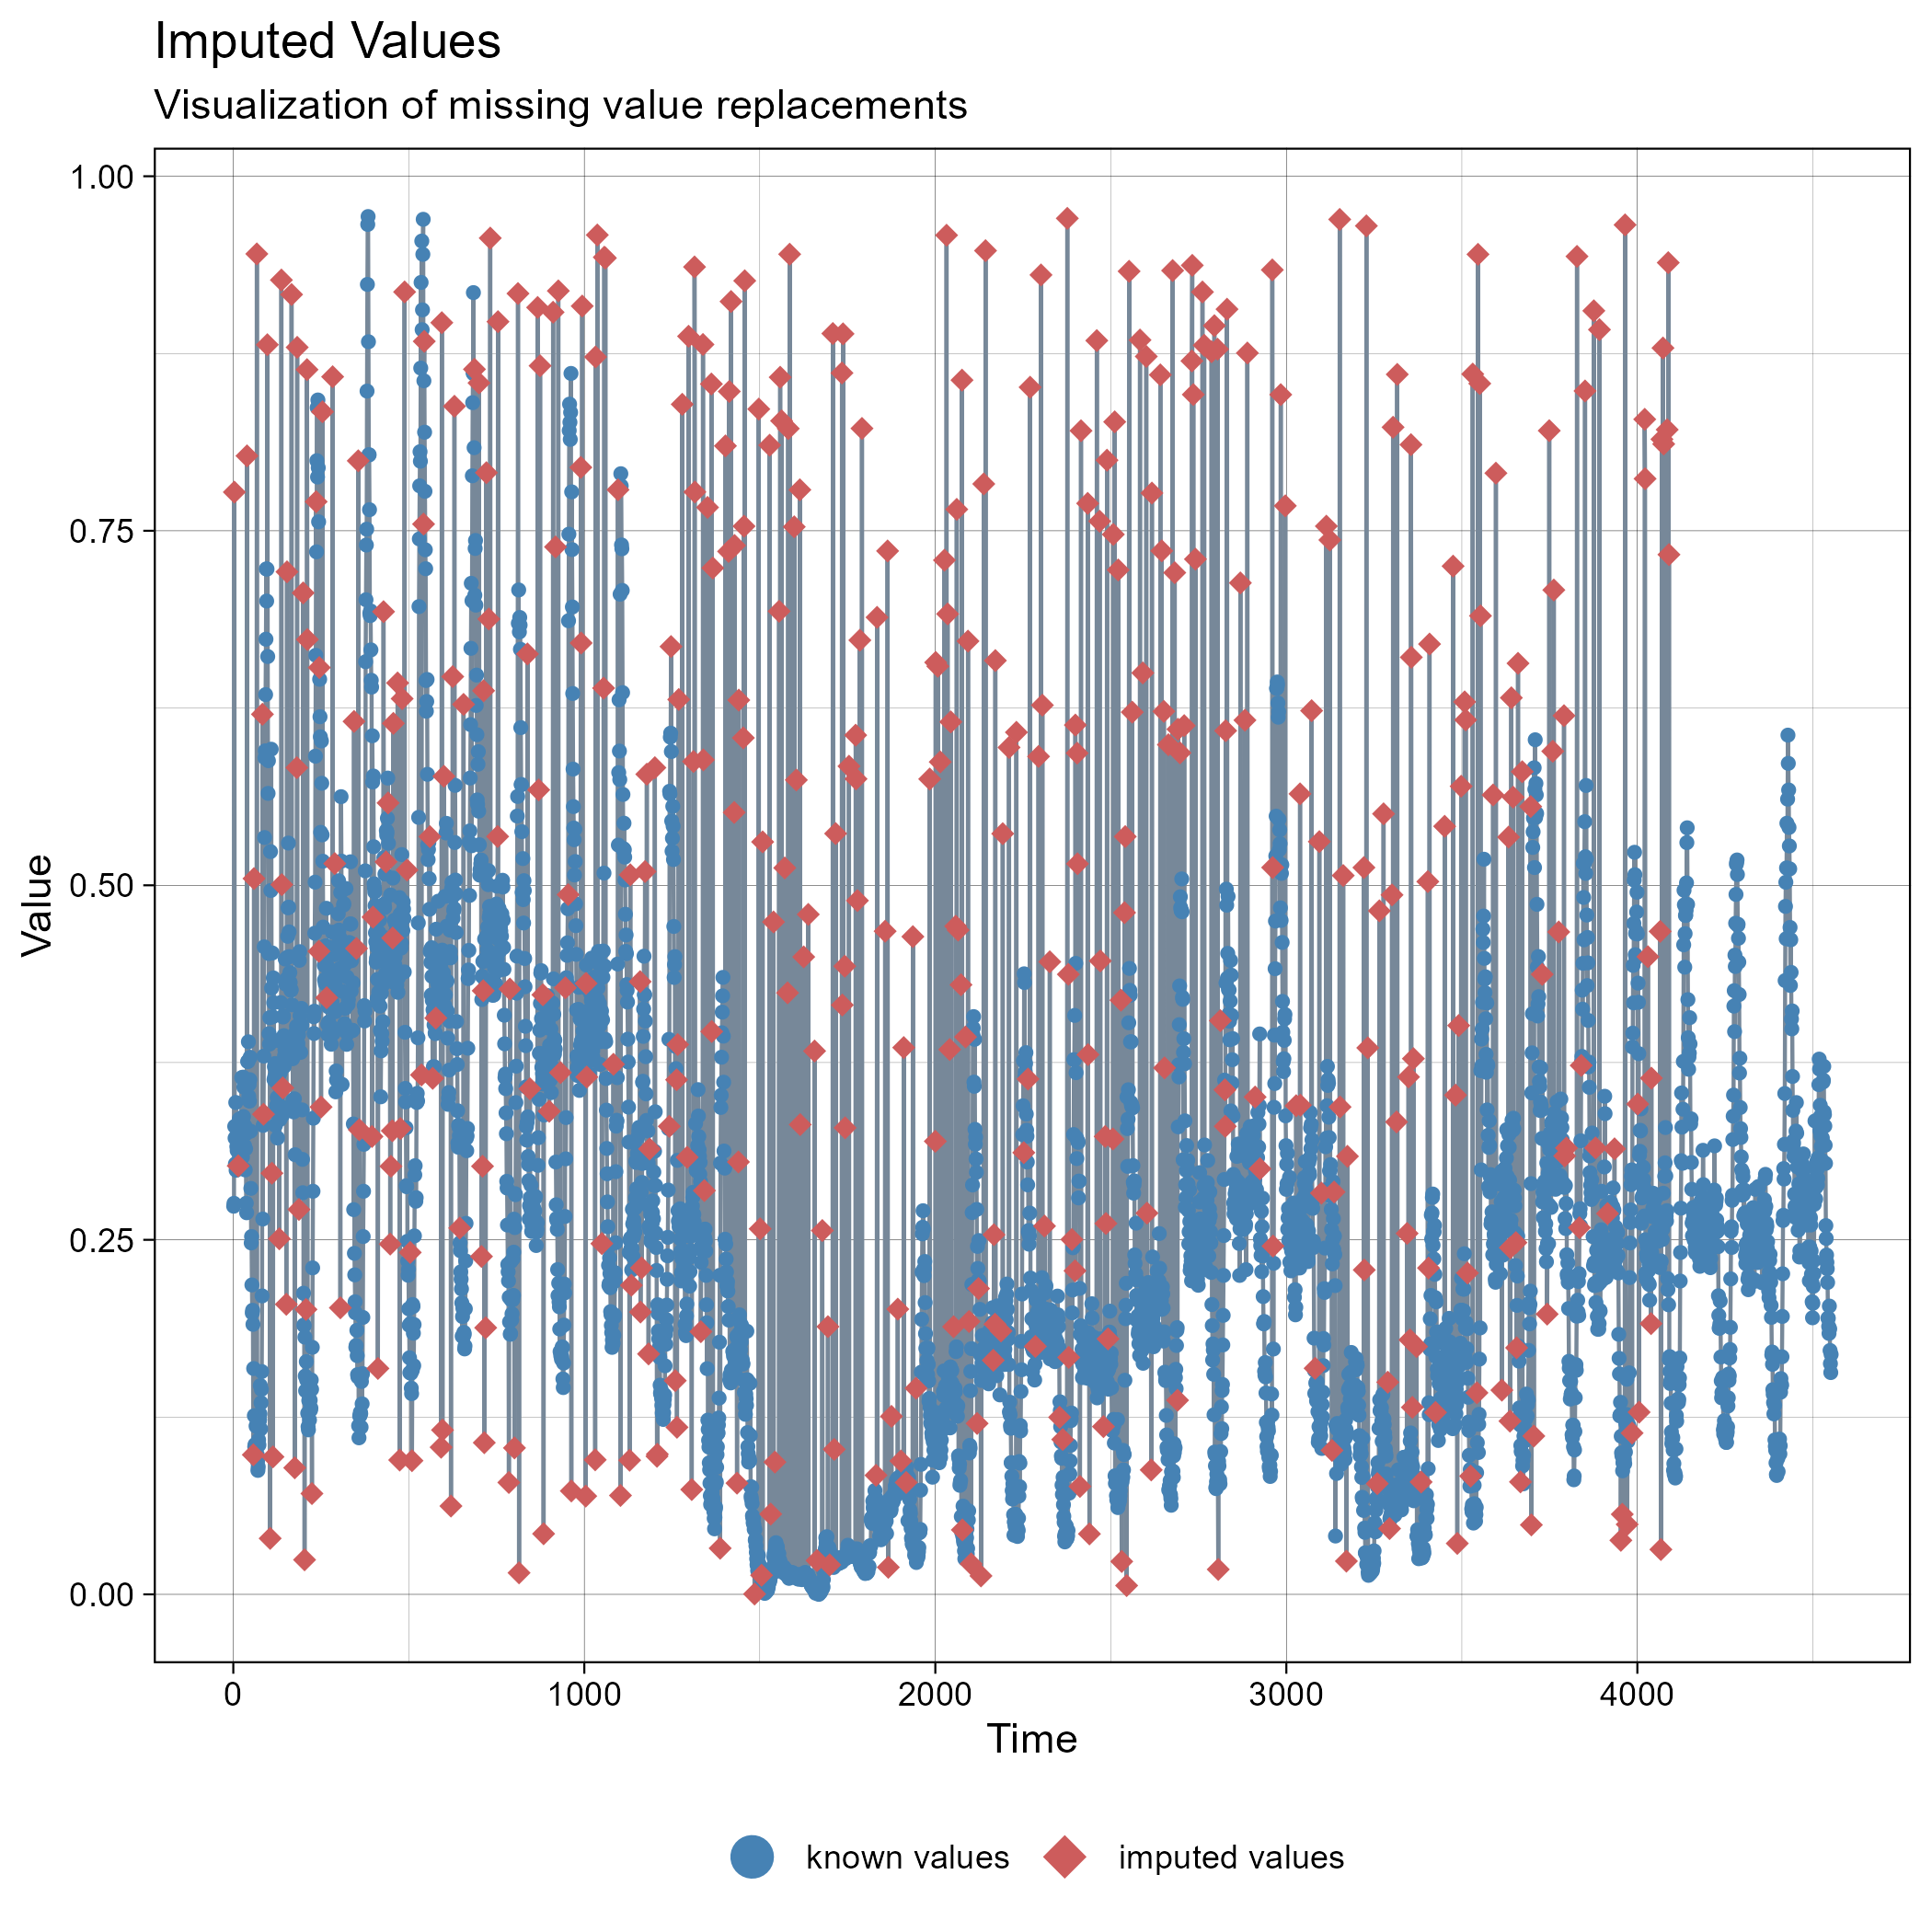 Imputed Values
Visualization of missing value replacements
1.00
0.75
0.50
0.25
0.00
Value
0 1000 2000 3000 4000
Time
known values imputed values